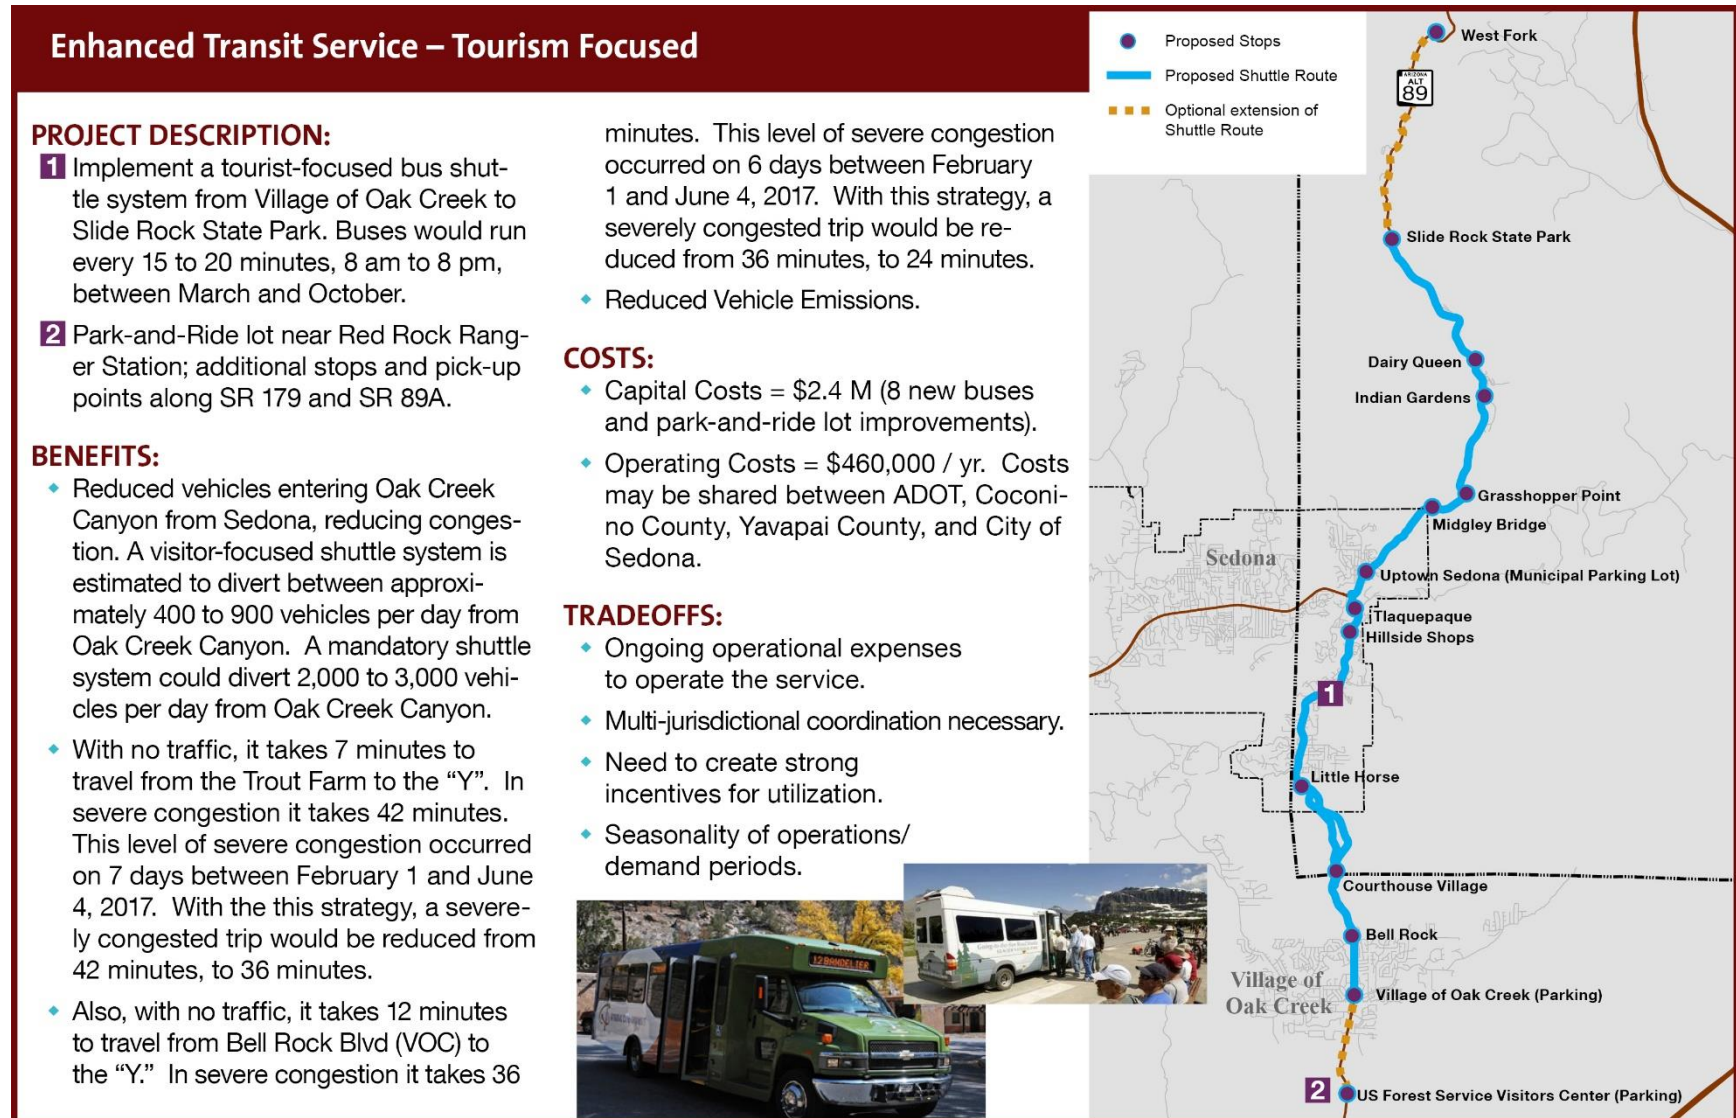 Enhanced Transit Service – Tourism Focused
PROJECT DESCRIPTION:
1 Implement a tourist-focused bus shut-
tle system from Village of Oak Creek to
Slide Rock State Park. Buses would run
every 15 to 20 minutes, 8 am to 8 pm,
between March and October.
2 Park-and-Ride lot near Red Rock Rang-
er Station; additional stops and pick-up
points along SR 179 and SR 89A.
BENEFITS:
Reduced vehicles entering Oak Creek
Canyon from Sedona, reducing conges-
tion. A visitor-focused shuttle system is
estimated to divert between approxi-
mately 400 to 900 vehicles per day from
Oak Creek Canyon. A mandatory shuttle
system could divert 2,000 to 3,000 vehi-
cles per day from Oak Creek Canyon.
With no traffic, it takes 7 minutes to
travel from the Trout Farm to the “Y”. In
severe congestion it takes 42 minutes.
This level of severe congestion occurred
on 7 days between February 1 and June
4, 2017. With the this strategy, a severe-
ly congested trip would be reduced from
42 minutes, to 36 minutes.
Also, with no traffic, it takes 12 minutes
to travel from Bell Rock Blvd (VOC) to
the “Y.” In severe congestion it takes 36
minutes. This level of severe congestion
occurred on 6 days between February
1 and June 4, 2017. With this strategy, a
severely congested trip would be re-
duced from 36 minutes, to 24 minutes.
Reduced Vehicle Emissions.
COSTS:
Capital Costs = $2.4 M (8 new buses
and park-and-ride lot improvements).
Operating Costs = $460,000 / yr. Costs
may be shared between ADOT, Coconi-
no County, Yavapai County, and City of
Sedona.
TRADEOFFS:
Ongoing operational expenses
to operate the service.
Multi-jurisdictional coordination necessary.
Need to create strong
incentives for utilization.
Seasonality of operations/
demand periods.
12 BANDELIER
Proposed Stops
Proposed Shuttle Route
Optional extension of
Shuttle Route
West Fork
ARIZONA
ALT
89
Slide Rock State Park
Dairy Queen
Indian Gardens
Grasshopper Point
Midgley Bridge
Sedona
Uptown Sedona (Municipal Parking Lot)
Tlaquepaque
Hillside Shops
1
Little Horse
Courthouse Village
Bell Rock
Village of
Oak Creek
Village of Oak Creek (Parking)
2
US Forest Service Visitors Center (Parking)